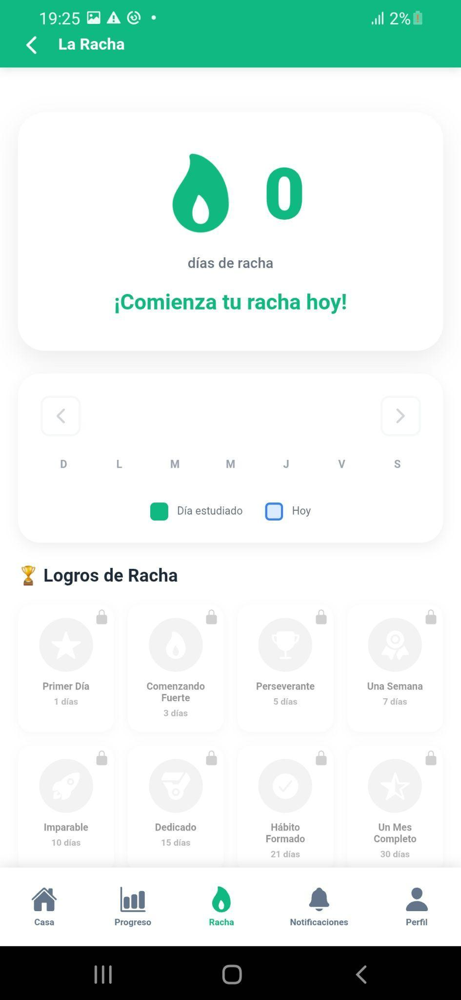 19:25 2%
La Racha
0
días de racha
¡Comienza tu racha hoy!
D L M M J V S
Día estudiado Hoy
🏆 Logros de Racha
Primer Día
1 días
Comenzando
Fuerte
3 días
Perseverante
5 días
Una Semana
7 días
Imparable
10 días
Dedicado
15 días
Hábito
Formado
21 días
Un Mes
Completo
30 días
Casa Progreso Racha Notificaciones Perfil